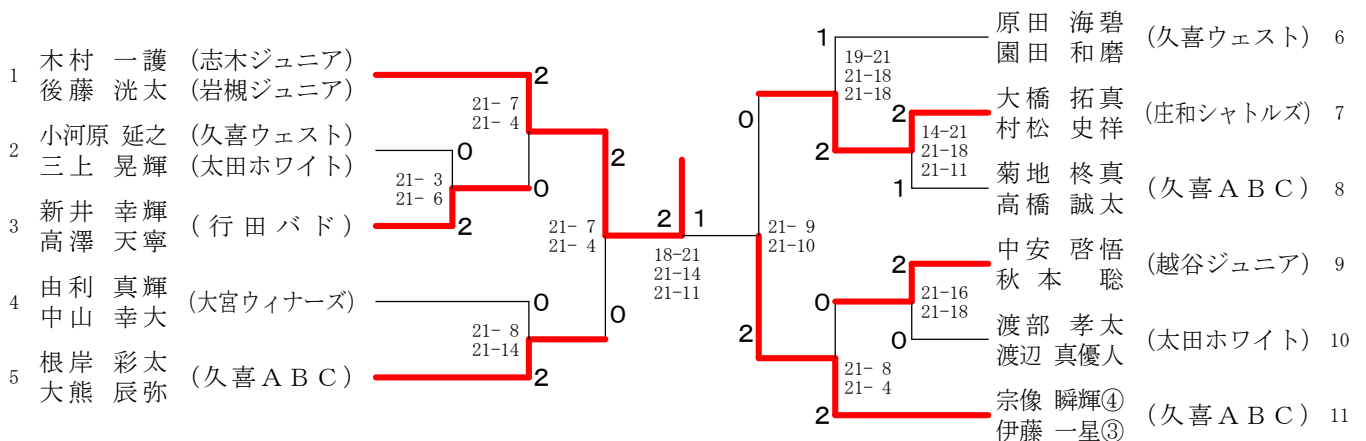 1 木村 一護 (志木ジュニア)
後藤 洸太 (岩槻ジュニア)
2
21- 7
21- 4
2 小河原 延之 (久喜ウェスト)
三上 晃輝 (太田ホワイト)
0
21- 3
21- 6
0
3 新井 幸輝 (行田バド)
高澤 天寧
2
2
21- 7
21- 4
4 由利 真輝 (大宮ウィナーズ)
中山 幸大
0
21- 8
21-14
0
5 根岸 彩太 (久喜ABC)
大熊 辰弥
2
2 1
18-21
21-14
21-11
原田 海碧 (久喜ウェスト) 6
園田 和磨
1
19-21
21-18
21-18
大橋 拓真 (庄和シャトルズ) 7
村松 史祥
2
0
2
14-21
21-18
21-11
菊地 柊真 (久喜ABC) 8
高橋 誠太
1
21- 9
21-10
中安 啓悟 (越谷ジュニア) 9
秋本 聡
2
0
21-16
21-18
渡部 孝太 (太田ホワイト) 10
渡辺 真優人
0
2
21- 8
21- 4
宗像 瞬輝④ (久喜ABC) 11
伊藤 一星③
2